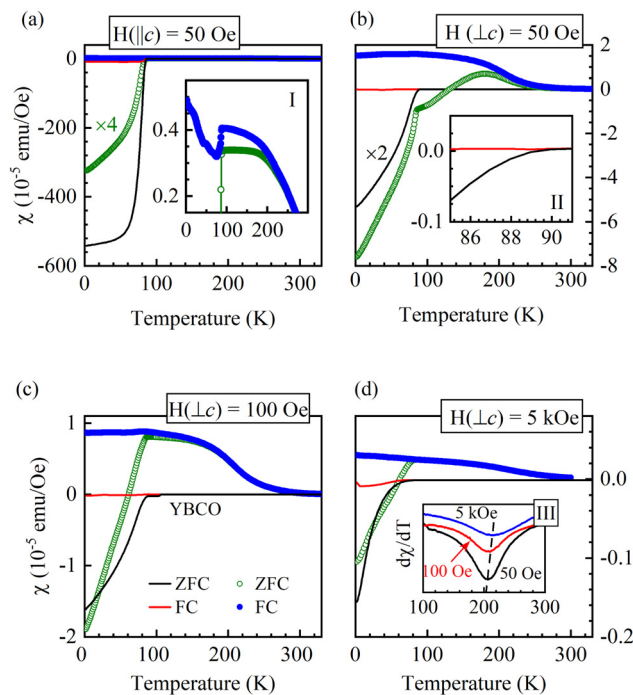 (a)
H(||c) = 50 Oe
0
-200
-400
-600
χ (10⁻⁵ emu/Oe)
×4
I
0.4
0.3
0.2
0 100 200
0 100 200 300
Temperature (K)
(b)
H (⊥c) = 50 Oe
2
0
-2
-4
-6
-8
×2
0.0
-0.1
II
86 88 90
0 100 200 300
Temperature (K)
(c)
H(⊥c) = 100 Oe
1
0
-1
-2
χ (10⁻⁵ emu/Oe)
YBCO
ZFC ZFC
FC FC
0 100 200 300
Temperature (K)
(d)
H(⊥c) = 5 kOe
0.0
-0.1
-0.2
III
5 kOe
100 Oe
50 Oe
dχ/dT
100 200 300
0 100 200 300
Temperature (K)